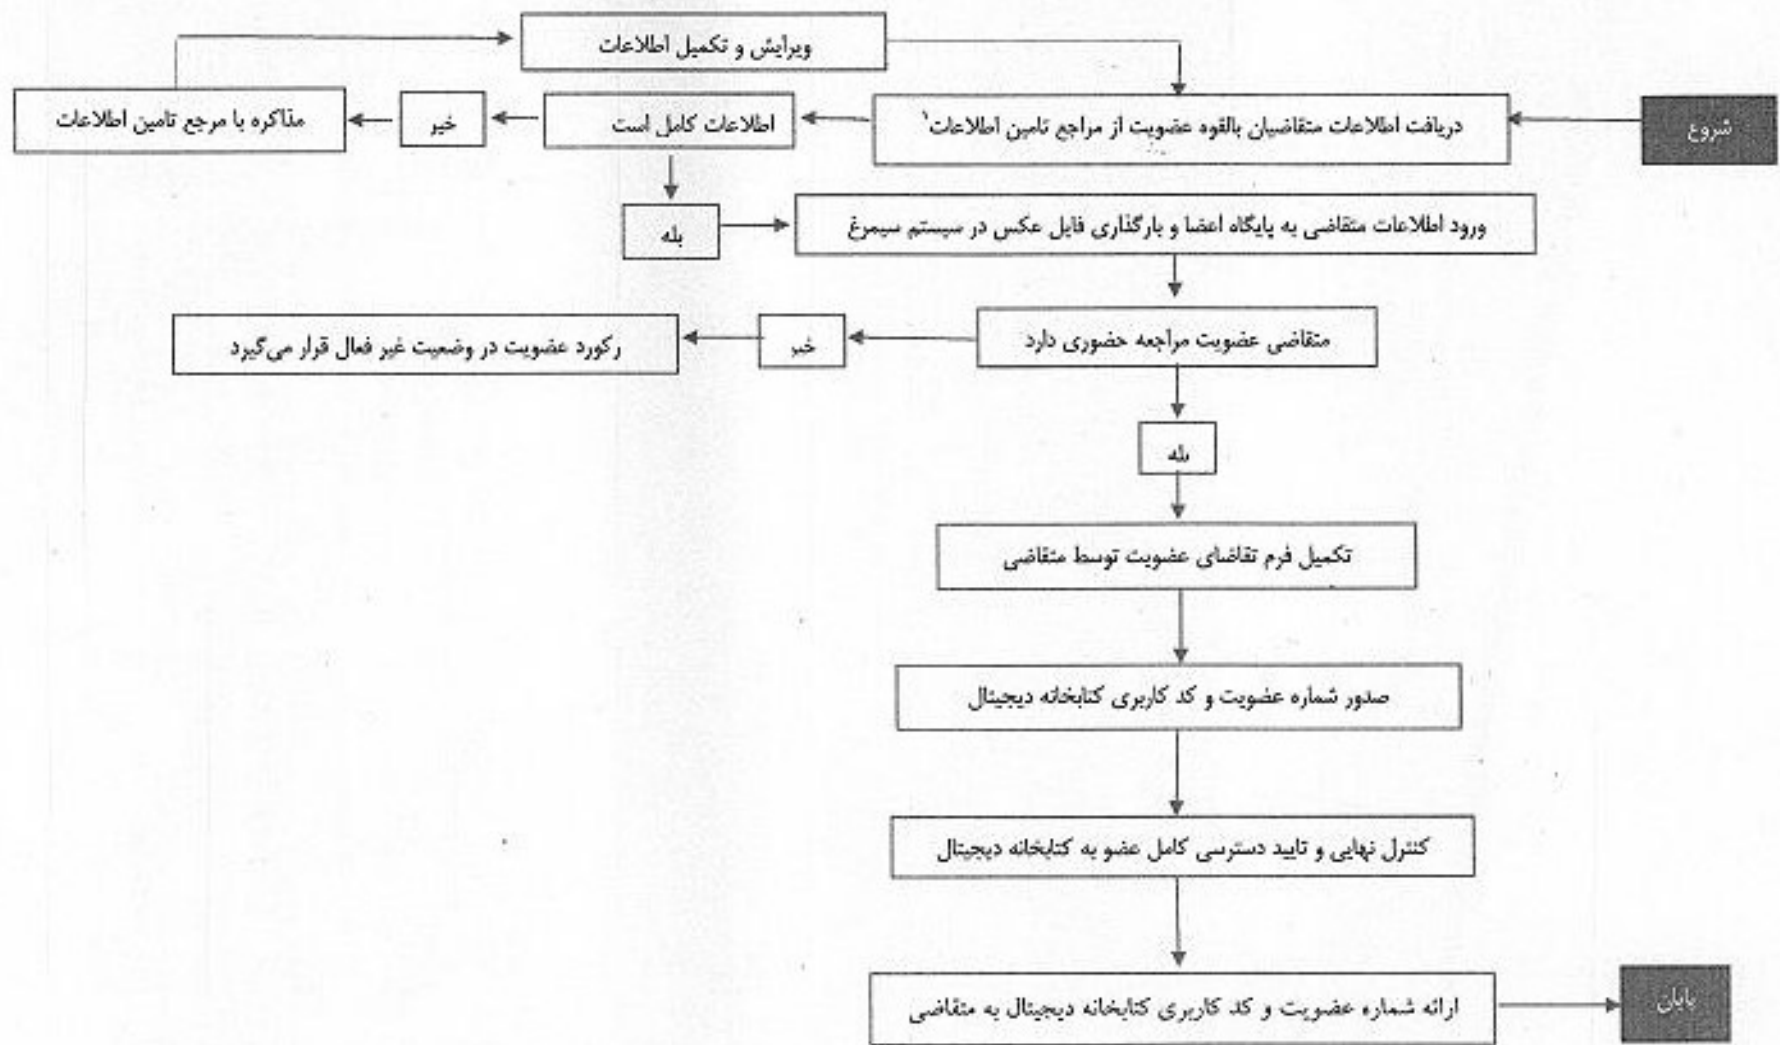 ویرایش و تکمیل اطلاعات
شروع
دریافت اطلاعات متقاضیان بالقوه عضویت از مراجع تامین اطلاعات۱
اطلاعات کامل است
خیر
مذاکره با مرجع تامین اطلاعات
بله
ورود اطلاعات متقاضی به پایگاه اعضا و بارگذاری فایل عکس در سیستم سیمرغ
متقاضی عضویت مراجعه حضوری دارد
خیر
رکورد عضویت در وضعیت غیر فعال قرار می‌گیرد
بله
تکمیل فرم تقاضای عضویت توسط متقاضی
صدور شماره عضویت و کد کاربری کتابخانه دیجیتال
کنترل نهایی و تایید دسترسی کامل عضو به کتابخانه دیجیتال
ارائه شماره عضویت و کد کاربری کتابخانه دیجیتال به متقاضی
پایان